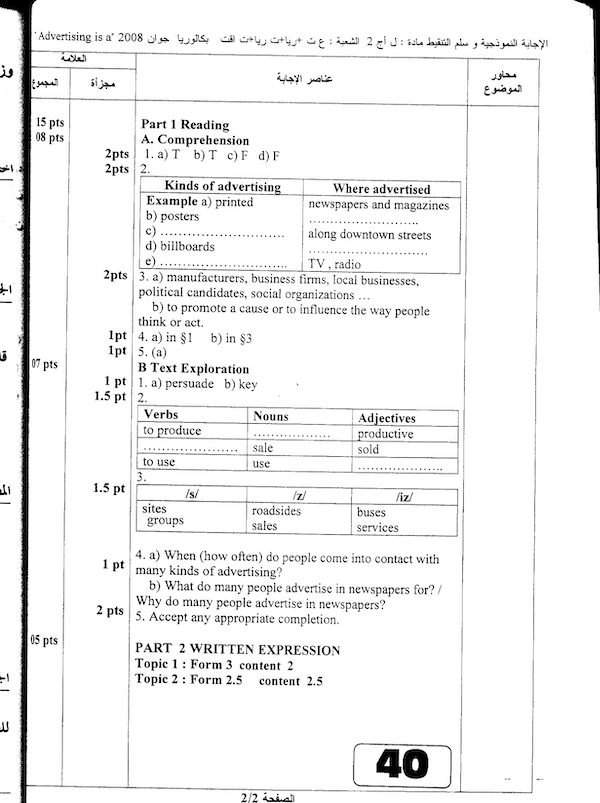 الإجابة النموذجية و سلم التنقيط مادة : ل أج 2 الشعبة : ع ت +ريا+ت ريا+ت اقت بكالوريا جوان 2008 "Advertising is a"
العلامة
محاور الموضوع
عناصر الإجابة
مجزأة
المجموع
15 pts
Part 1 Reading
08 pts
A. Comprehension
2pts 1. a) T b) T c) F d) F
2pts 2.
Kinds of advertising Where advertised
Example a) printed newspapers and magazines
b) posters ……………………
c) ……………………… along downtown streets
d) billboards ……………………
e) ……………………… TV , radio
2pts 3. a) manufacturers, business firms, local businesses,
political candidates, social organizations …
b) to promote a cause or to influence the way people
think or act.
1pt 4. a) in §1 b) in §3
1pt 5. (a)
07 pts
B Text Exploration
1 pt 1. a) persuade b) key
1.5 pt 2.
Verbs Nouns Adjectives
to produce ……………… productive
………………… sale sold
to use use ………………
3.
1.5 pt
/s/ /z/ /iz/
sites roadsides buses
groups sales services
4. a) When (how often) do people come into contact with
1 pt many kinds of advertising?
b) What do many people advertise in newspapers for? /
Why do many people advertise in newspapers?
2 pts 5. Accept any appropriate completion.
05 pts
PART 2 WRITTEN EXPRESSION
Topic 1 : Form 3 content 2
Topic 2 : Form 2.5 content 2.5
40
الصفحة 2/2